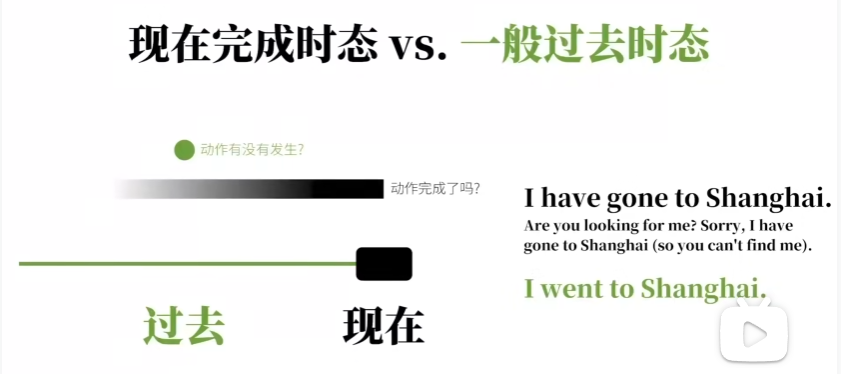 现在完成时态 vs. 一般过去时态
动作有没有发生?
动作完成了吗?
I have gone to Shanghai.
Are you looking for me? Sorry, I have
gone to Shanghai (so you can't find me).
I went to Shanghai.
过去
现在